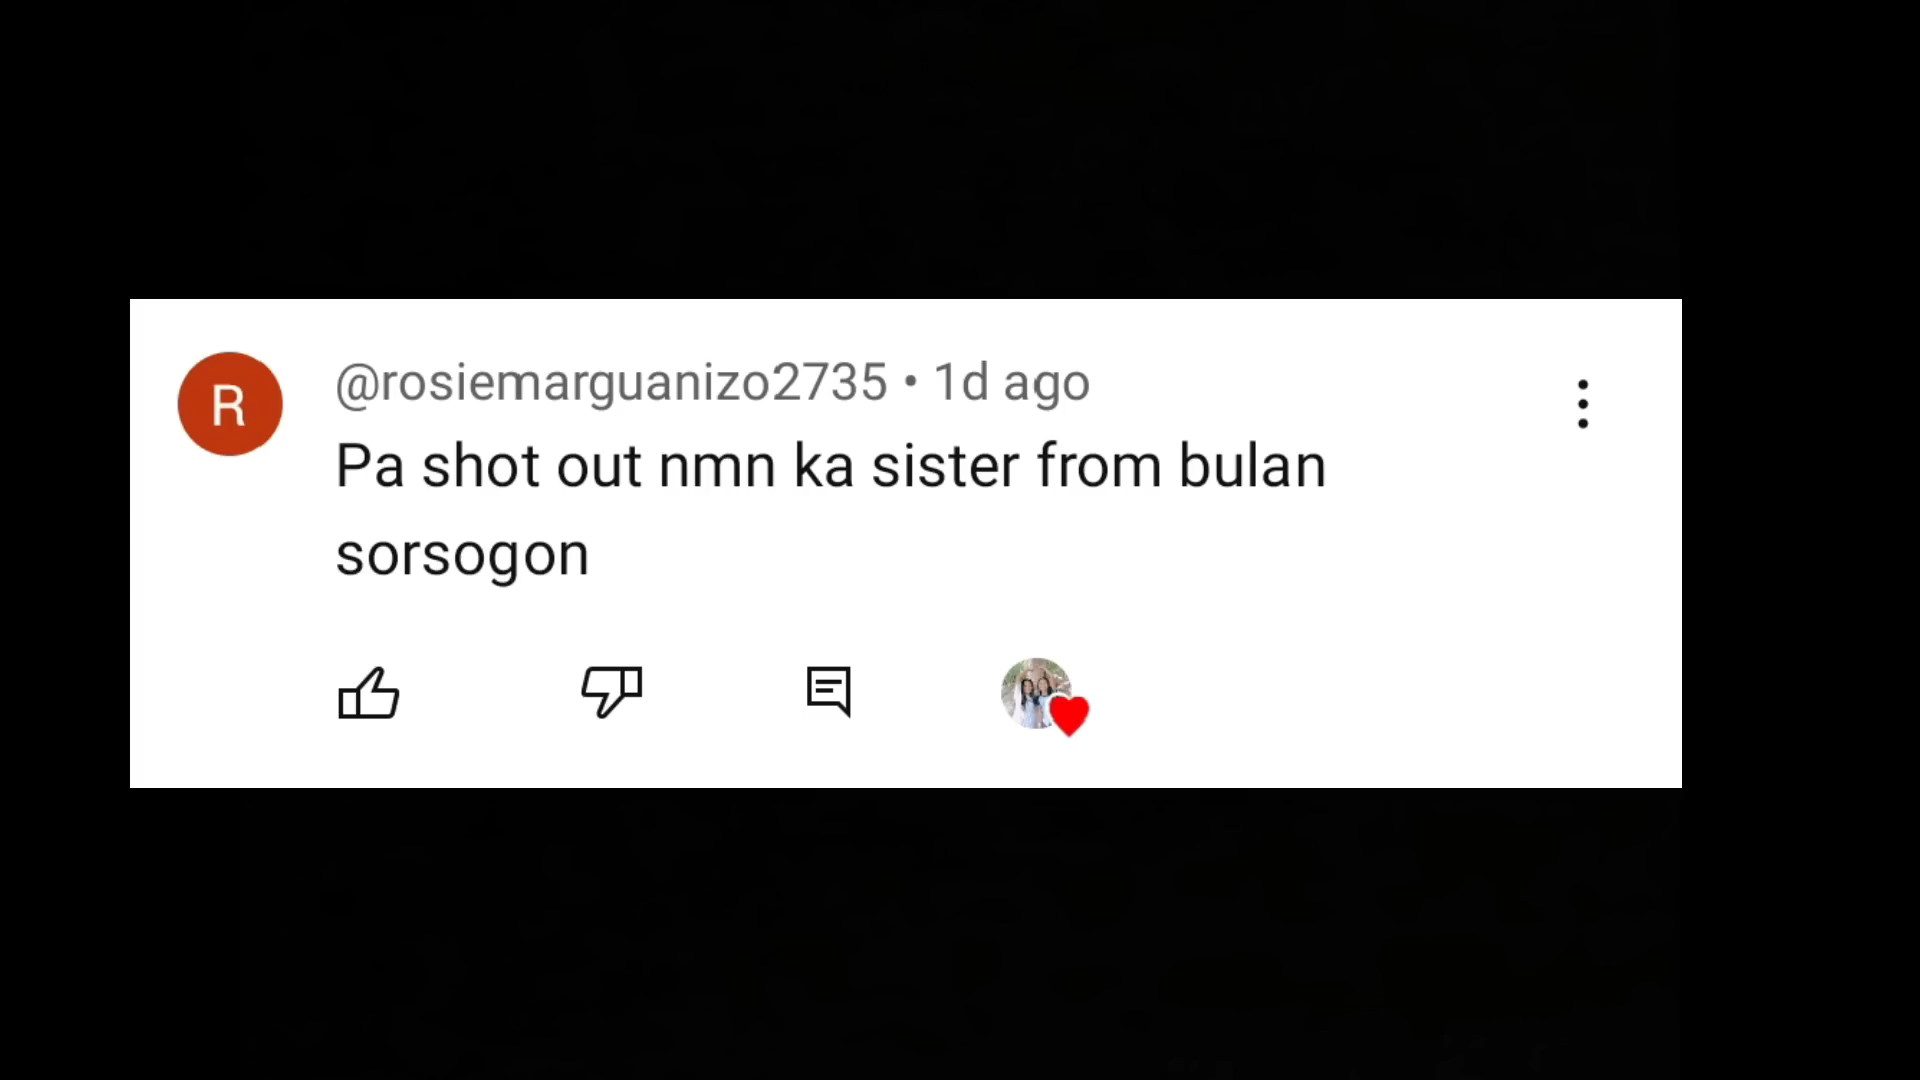 R
@rosiemarguanizo2735 • 1d ago
Pa shot out nmn ka sister from bulan
sorsogon